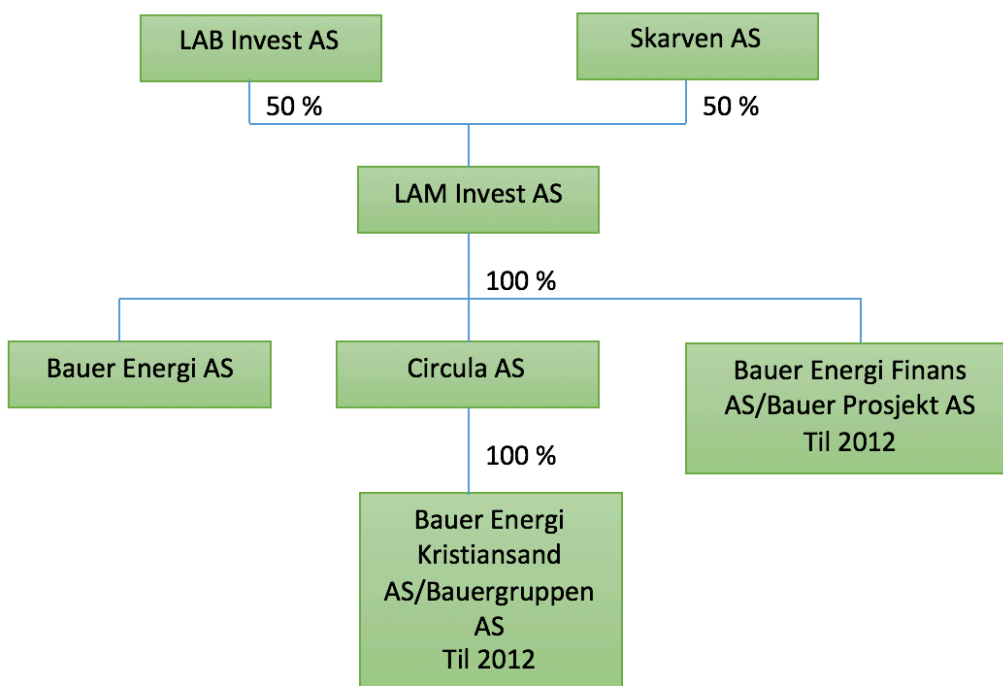 LAB Invest AS
Skarven AS
50 %
50 %
LAM Invest AS
100 %
Bauer Energi AS
Circula AS
Bauer Energi Finans
AS/Bauer Prosjekt AS
Til 2012
100 %
Bauer Energi
Kristiansand
AS/Bauergruppen
AS
Til 2012